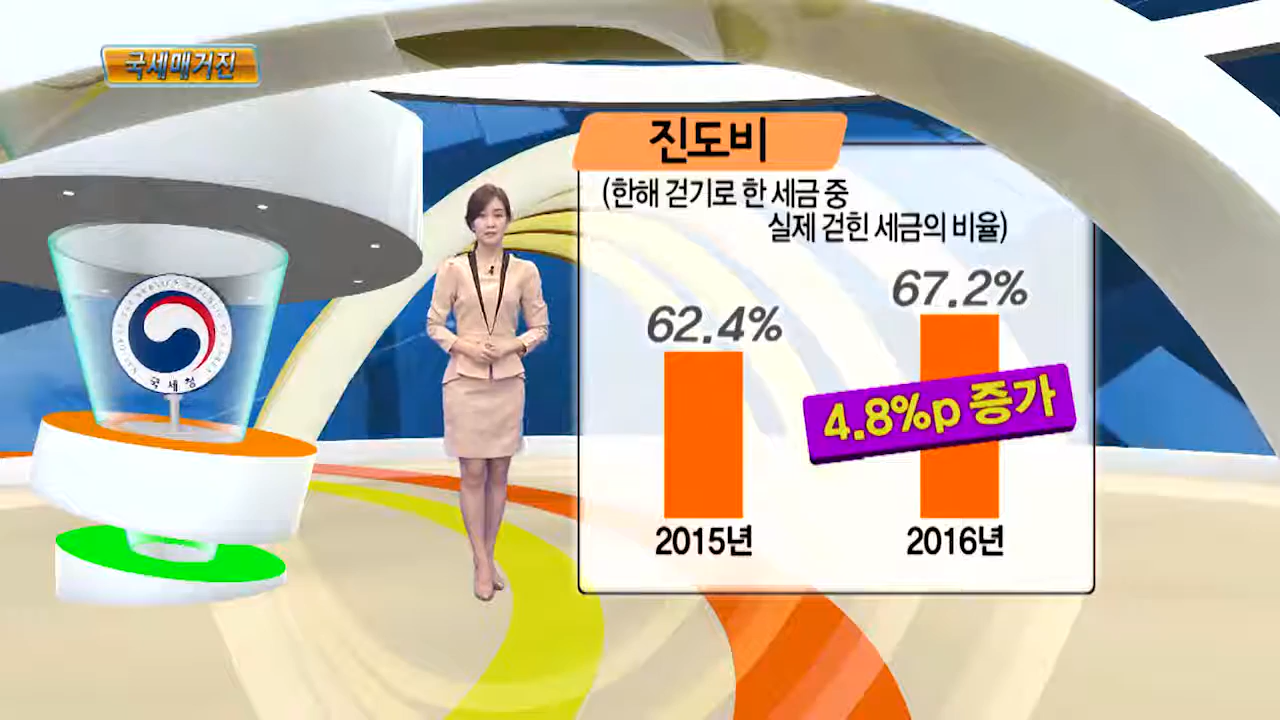 국세매거진
진도비
(한해 걷기로 한 세금 중
실제 걷힌 세금의 비율)
62.4%
67.2%
4.8%p 증가
2015년
2016년
국세청